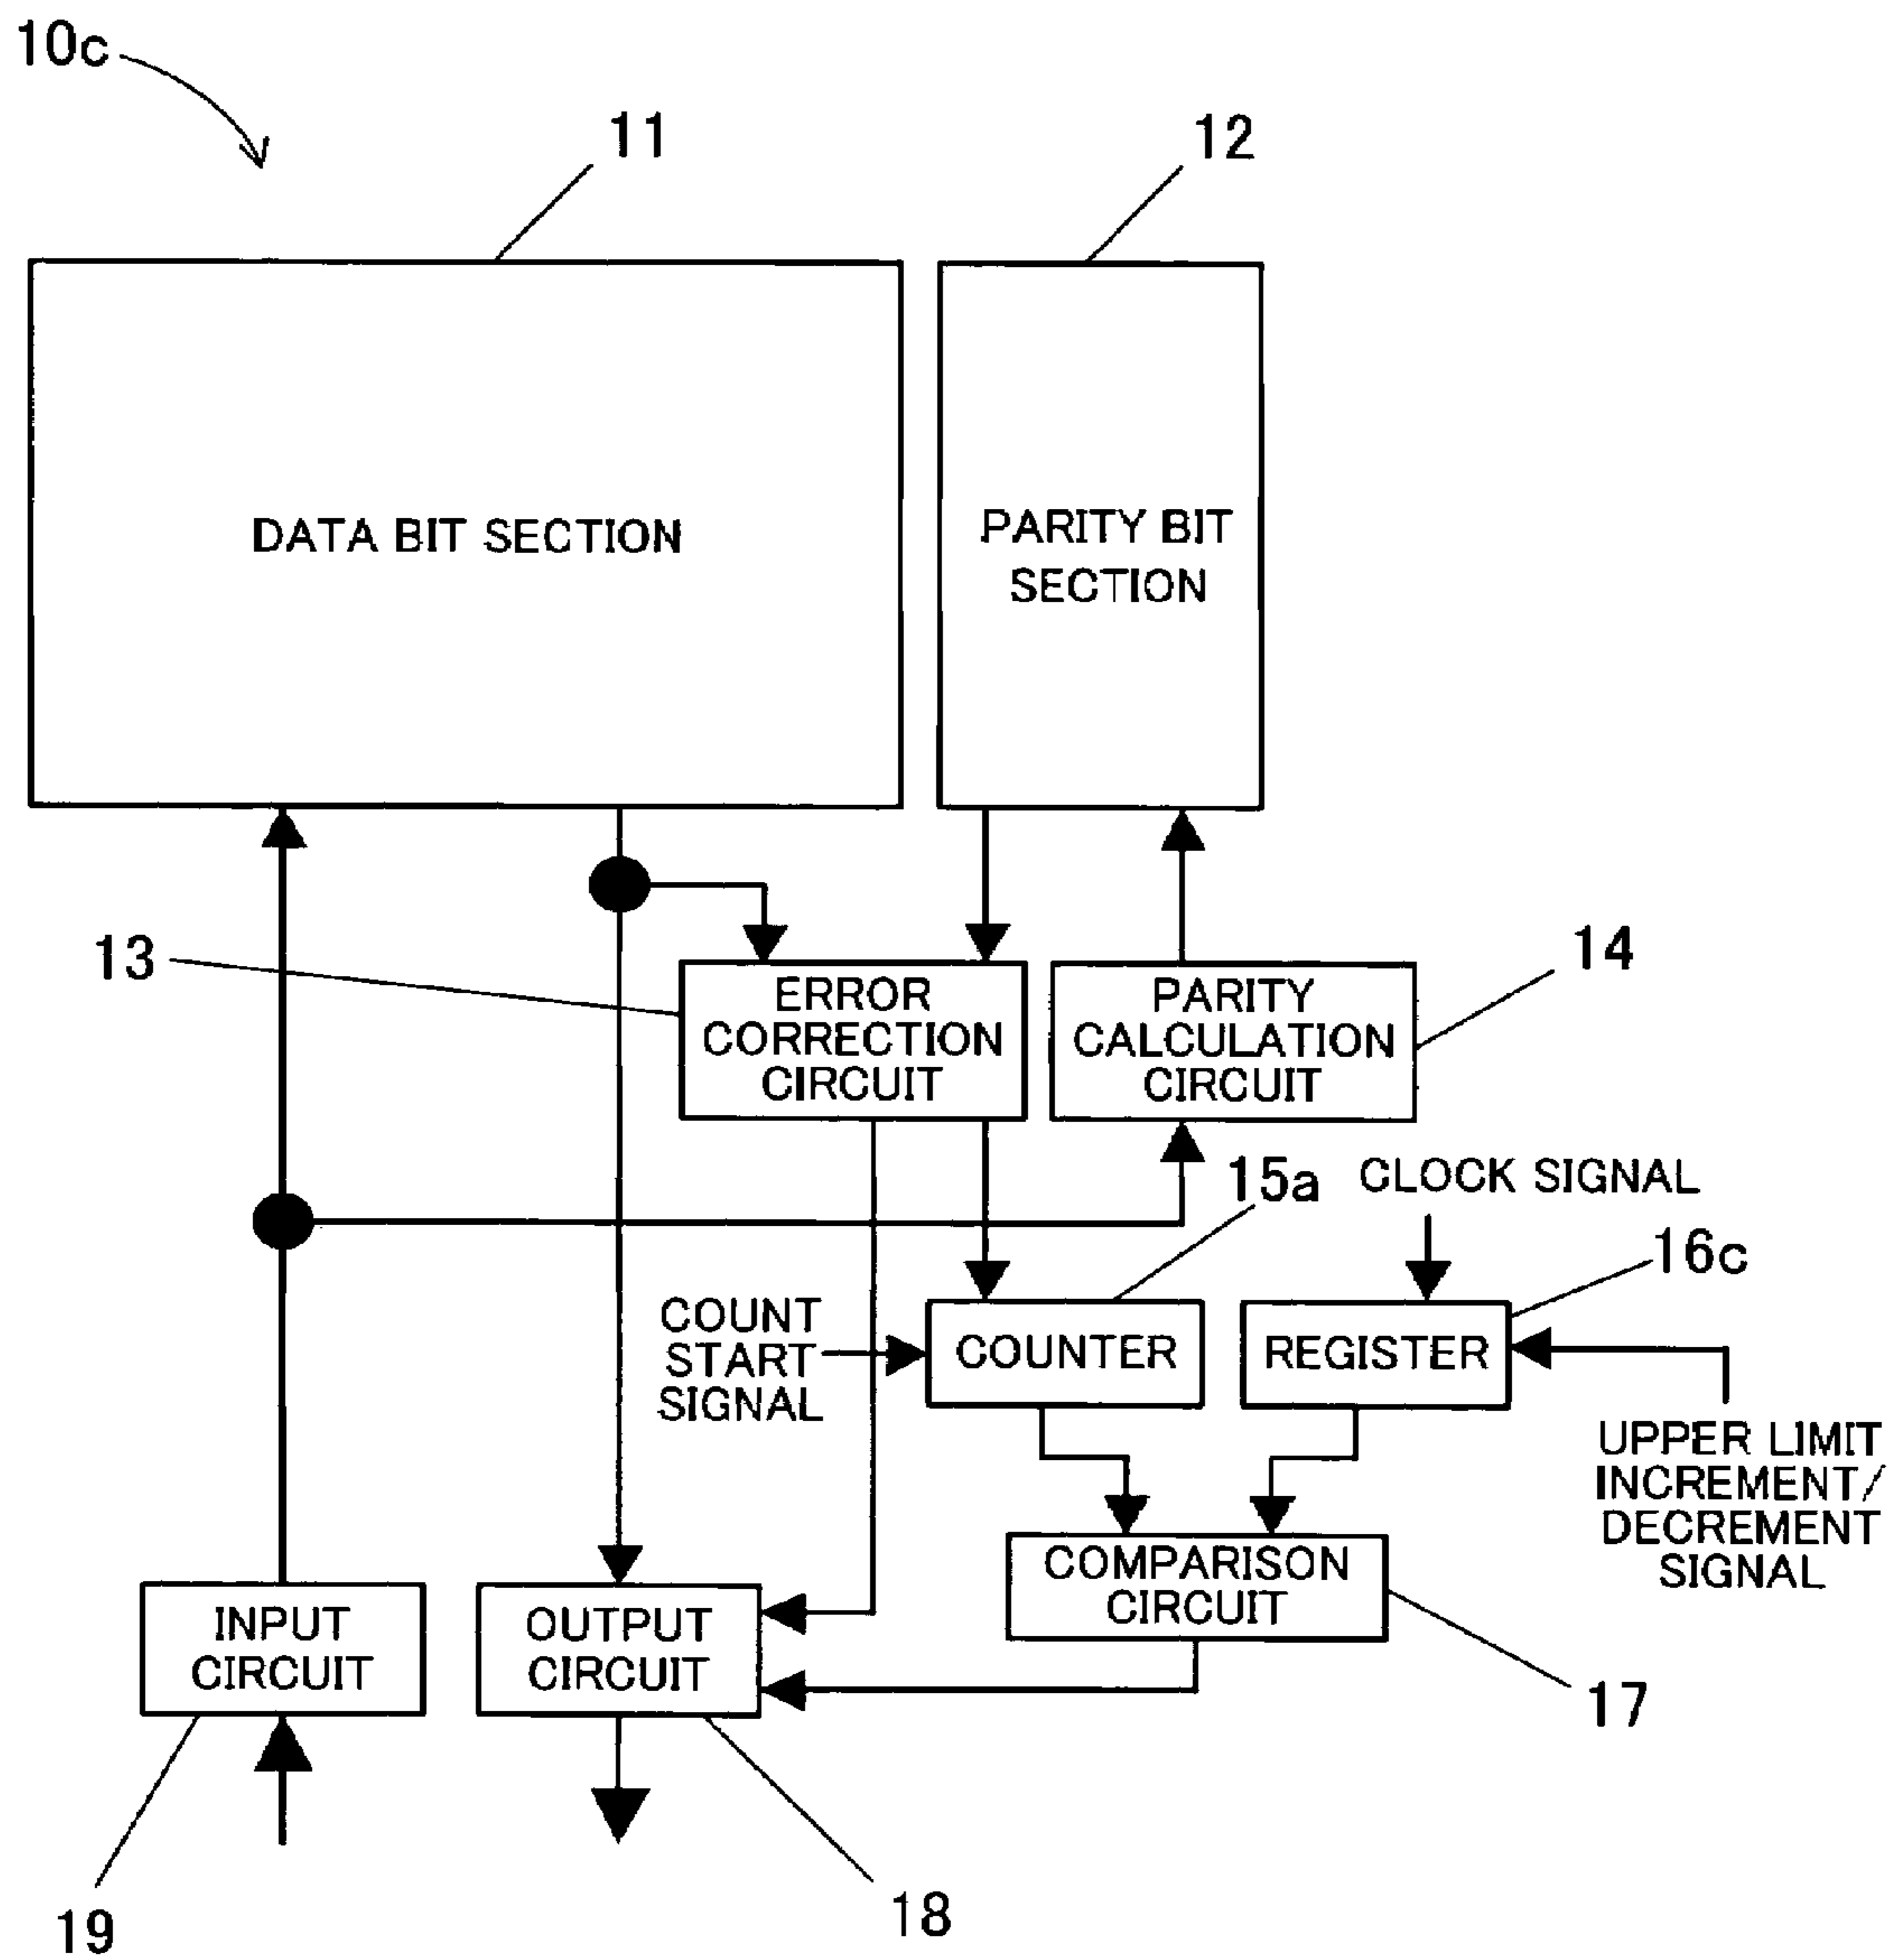 10c
11
12
DATA BIT SECTION
PARITY BIT
SECTION
13
14
ERROR
CORRECTION
CIRCUIT
PARITY
CALCULATION
CIRCUIT
15a
CLOCK SIGNAL
16c
COUNT
START
SIGNAL
COUNTER
REGISTER
UPPER LIMIT
INCREMENT/
DECREMENT
SIGNAL
COMPARISON
CIRCUIT
INPUT
CIRCUIT
OUTPUT
CIRCUIT
17
19
18